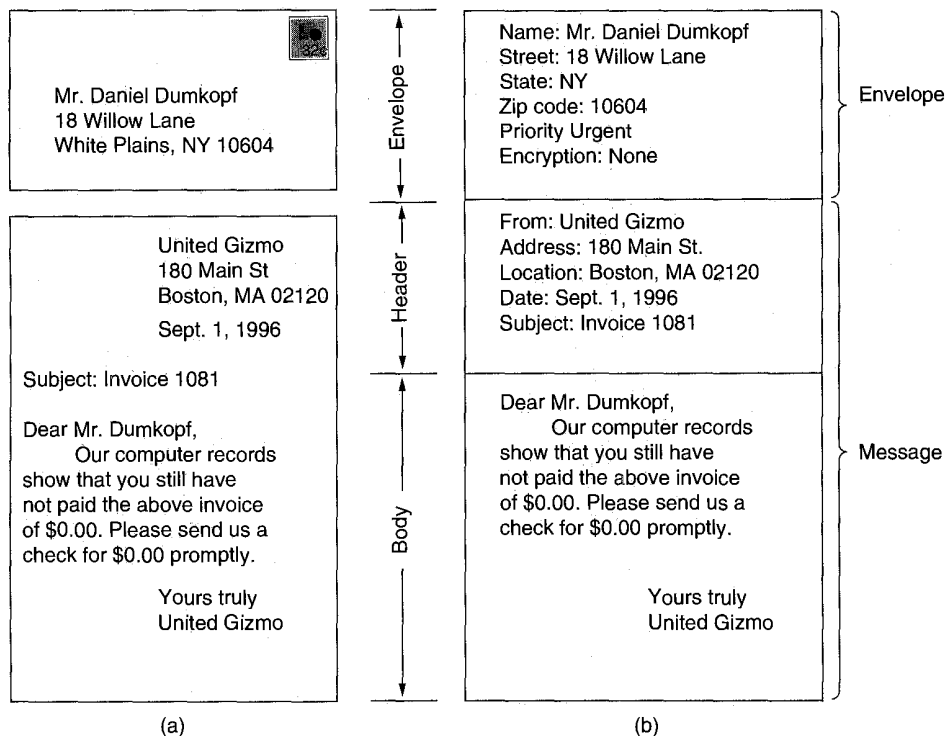 32¢
Mr. Daniel Dumkopf
18 Willow Lane
White Plains, NY 10604
United Gizmo
180 Main St
Boston, MA 02120
Sept. 1, 1996
Subject: Invoice 1081
Dear Mr. Dumkopf,
Our computer records
show that you still have
not paid the above invoice
of $0.00. Please send us a
check for $0.00 promptly.
Yours truly
United Gizmo
(a)
Envelope
Header
Body
Name: Mr. Daniel Dumkopf
Street: 18 Willow Lane
State: NY
Zip code: 10604
Priority Urgent
Encryption: None
From: United Gizmo
Address: 180 Main St.
Location: Boston, MA 02120
Date: Sept. 1, 1996
Subject: Invoice 1081
Dear Mr. Dumkopf,
Our computer records
show that you still have
not paid the above invoice
of $0.00. Please send us a
check for $0.00 promptly.
Yours truly
United Gizmo
(b)
Envelope
Message